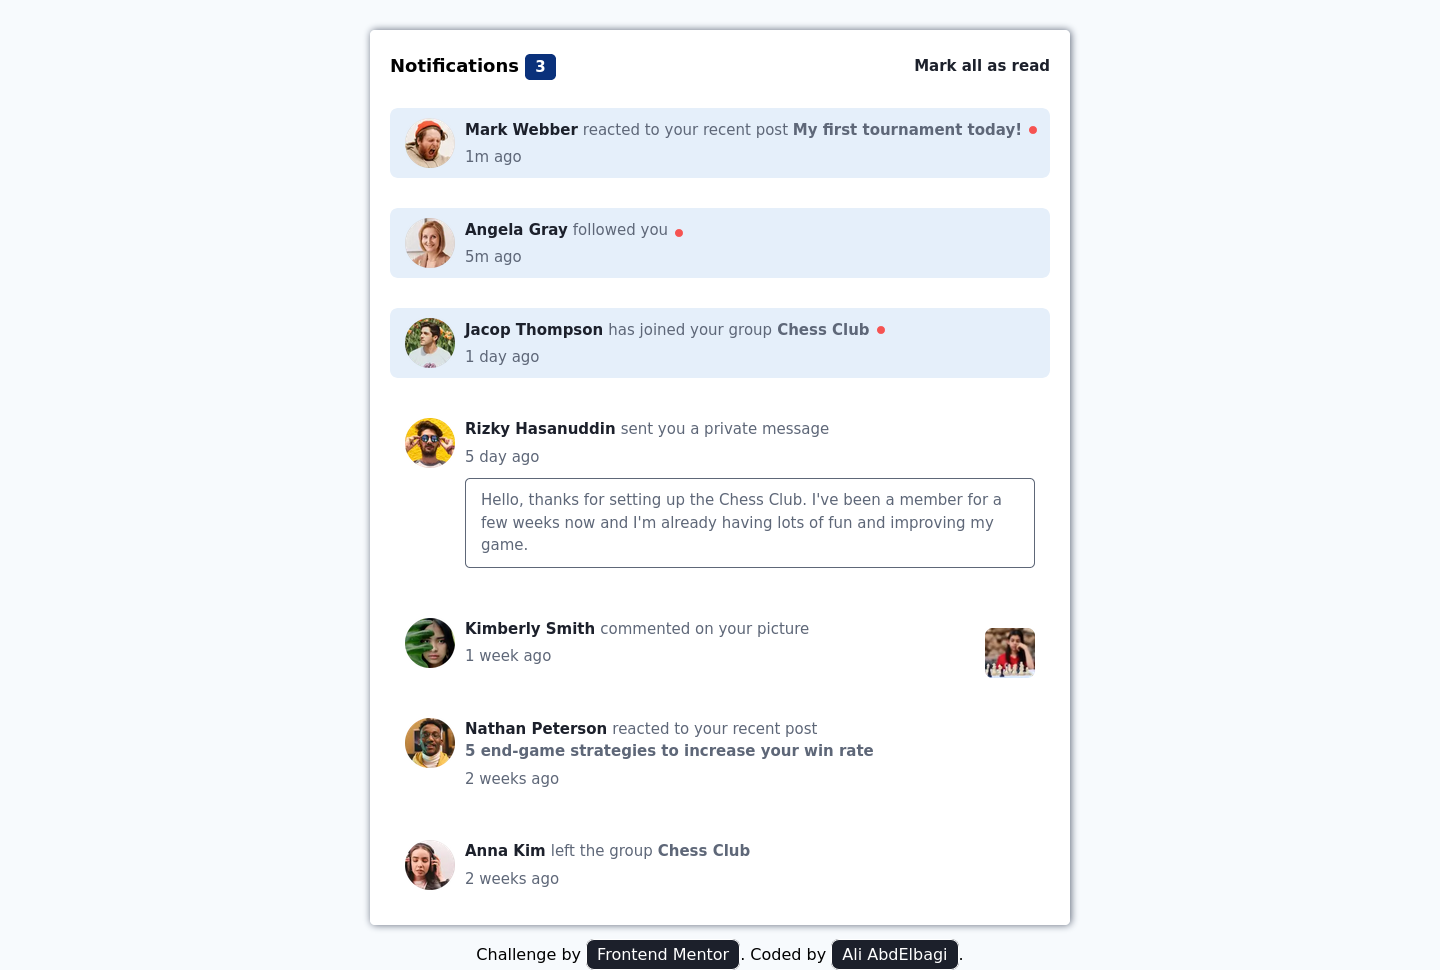 Notifications 3
Mark all as read
Mark Webber reacted to your recent post My first tournament today!
1m ago
Angela Gray followed you
5m ago
Jacop Thompson has joined your group Chess Club
1 day ago
Rizky Hasanuddin sent you a private message
5 day ago
Hello, thanks for setting up the Chess Club. I've been a member for a
few weeks now and I'm already having lots of fun and improving my
game.
Kimberly Smith commented on your picture
1 week ago
Nathan Peterson reacted to your recent post
5 end-game strategies to increase your win rate
2 weeks ago
Anna Kim left the group Chess Club
2 weeks ago
Challenge by Frontend Mentor. Coded by Ali AbdElbagi.